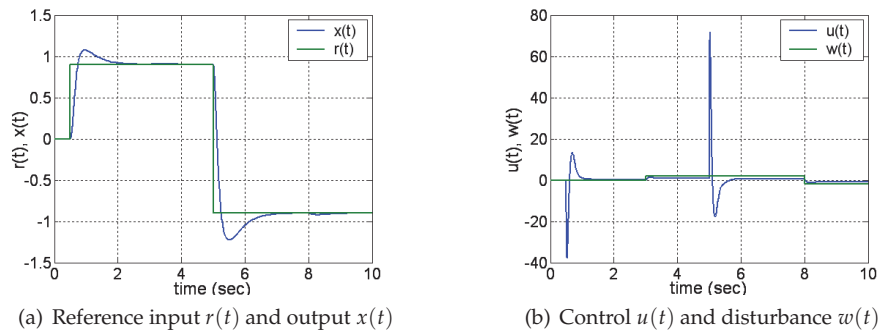 1.5
1
0.5
0
-0.5
-1
-1.5
r(t), x(t)
x(t)
r(t)
0 2 4 6 8 10
time (sec)
(a) Reference input r(t) and output x(t)
80
60
40
20
0
-20
-40
u(t), w(t)
u(t)
w(t)
0 2 4 6 8 10
time (sec)
(b) Control u(t) and disturbance w(t)